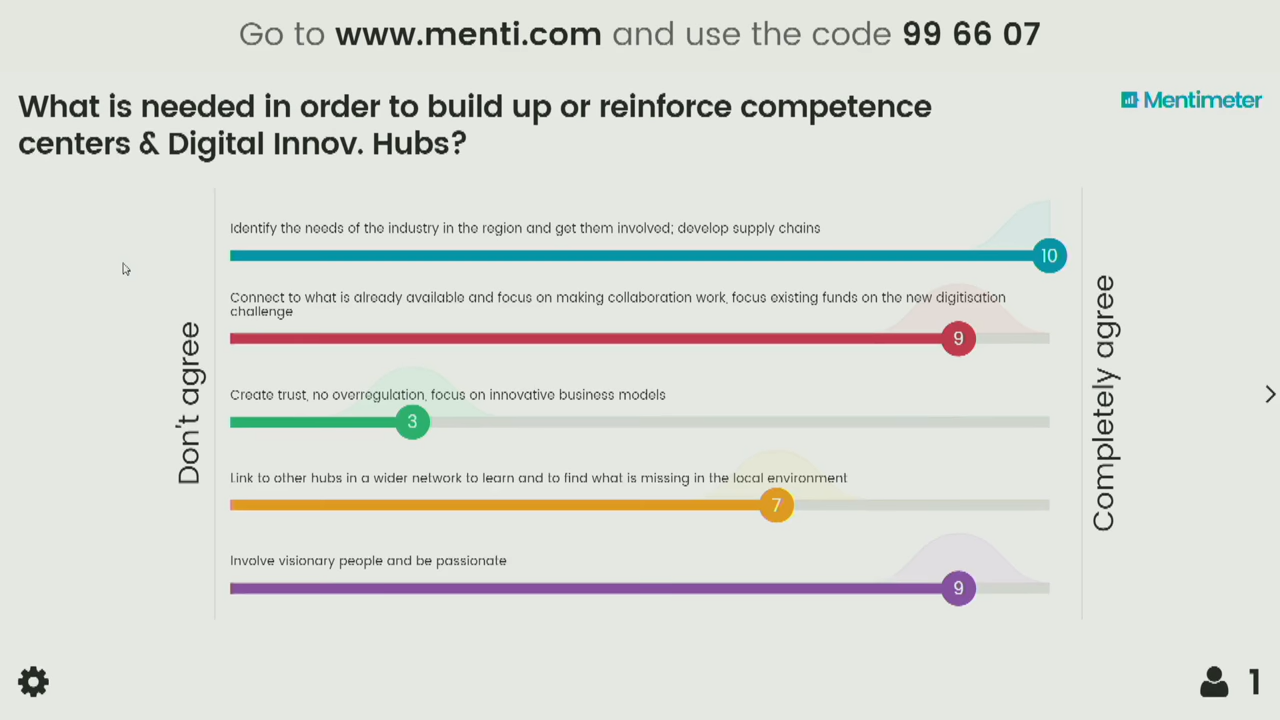 Go to www.menti.com and use the code 99 66 07
What is needed in order to build up or reinforce competence
centers & Digital Innov. Hubs?
Mentimeter
Identify the needs of the industry in the region and get them involved; develop supply chains
10
Connect to what is already available and focus on making collaboration work, focus existing funds on the new digitisation
challenge
9
Don't agree
Completely agree
Create trust, no overregulation, focus on innovative business models
3
Link to other hubs in a wider network to learn and to find what is missing in the local environment
7
Involve visionary people and be passionate
9
1